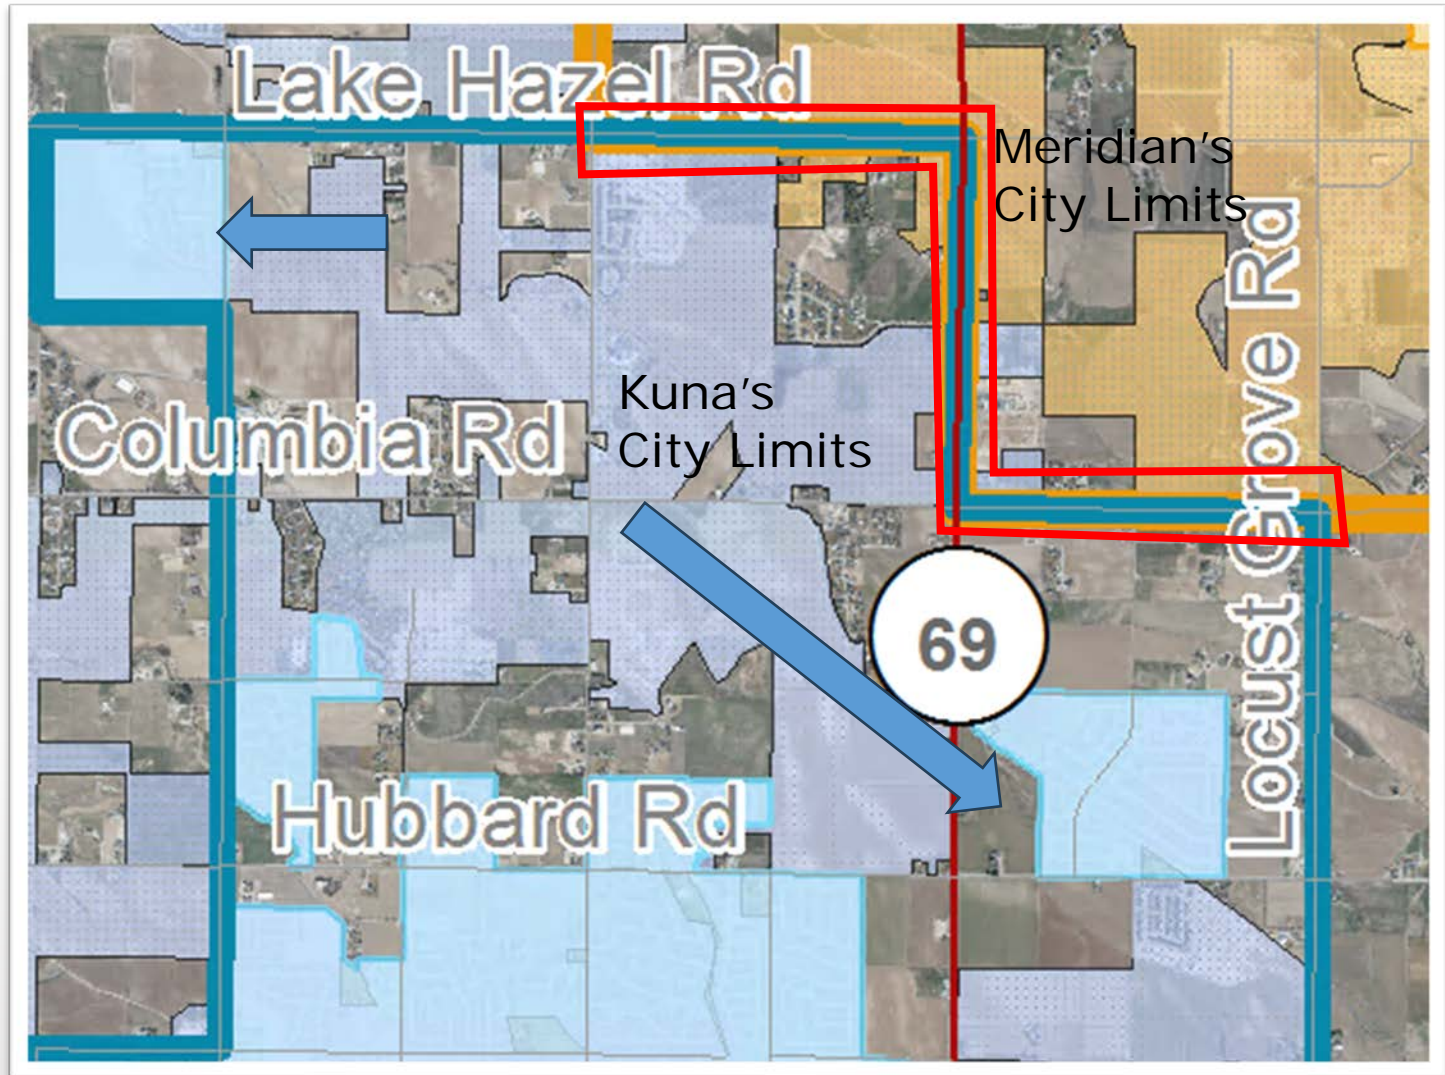 Lake Hazel Rd
Meridian's
City Limits
Kuna's
City Limits
Columbia Rd
69
Locust Grove Rd
Hubbard Rd